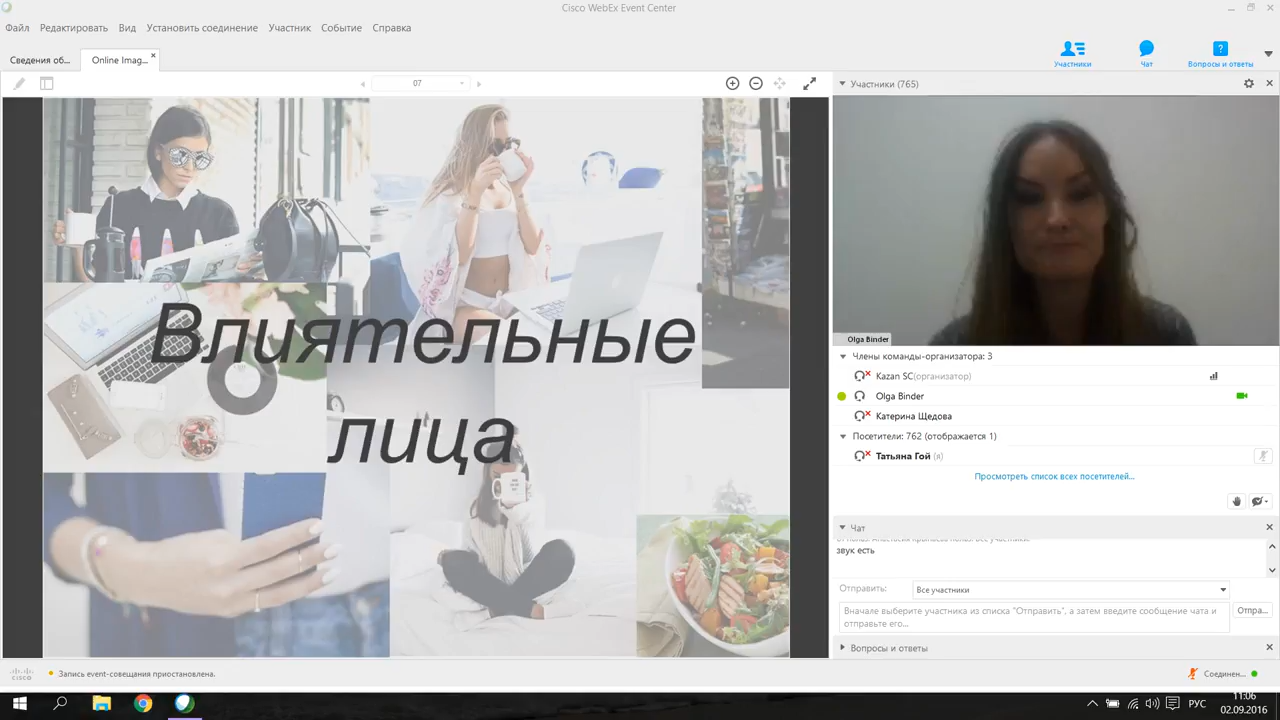 Cisco WebEx Event Center
Файл Редактировать Вид Установить соединение Участник Событие Справка
Сведения об... Online Imag...
Участники Чат Вопросы и ответы
07
Участники (765)
Влиятельные
лица
Olga Binder
Члены команды-организатора: 3
Kazan SC(организатор)
Olga Binder
Катерина Щедова
Посетители: 762 (отображается 1)
Татьяна Гой (я)
Просмотреть список всех посетителей...
Чат
звук есть
Отправить: Все участники
Вначале выберите участника из списка "Отправить", а затем введите сообщение чата и
отправьте его...
Отпра...
Вопросы и ответы
Запись event-совещания приостановлена.
Соединен...
РУС
11:06
02.09.2016